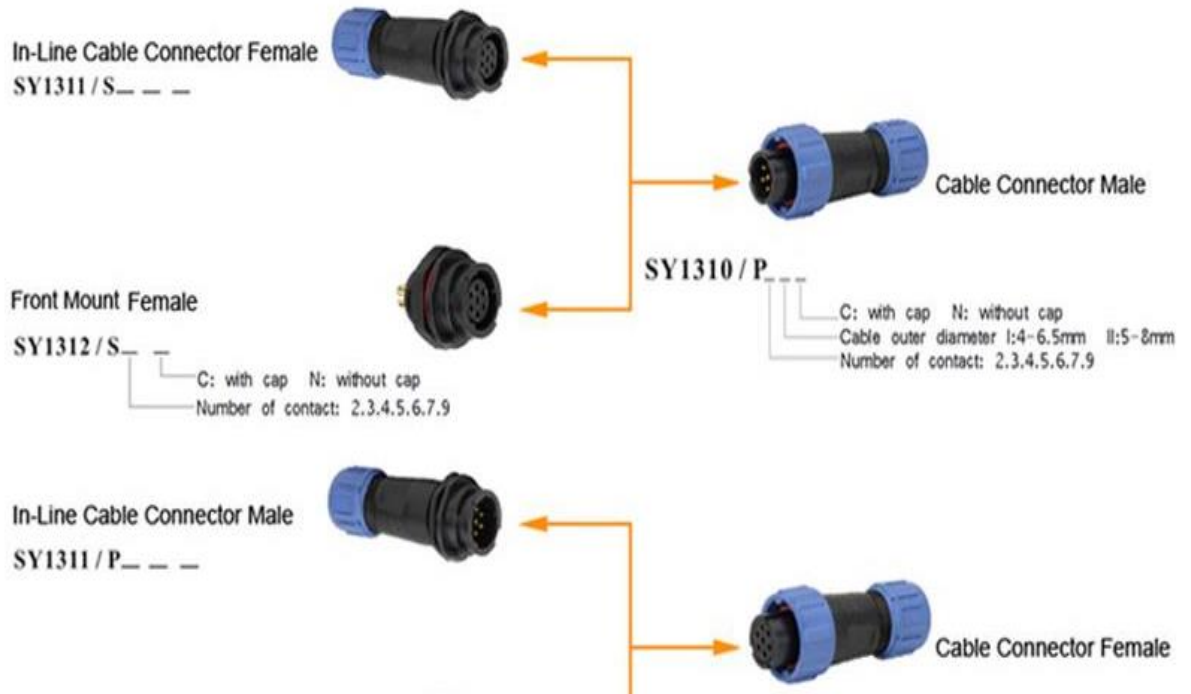 In-Line Cable Connector Female
SY1311 / S_ _ _
Cable Connector Male
SY1310 / P_ _ _
C: with cap N: without cap
Cable outer diameter I:4-6.5mm II:5-8mm
Number of contact: 2.3.4.5.6.7.9
Front Mount Female
SY1312 / S_ _
C: with cap N: without cap
Number of contact: 2.3.4.5.6.7.9
In-Line Cable Connector Male
SY1311 / P_ _ _
Cable Connector Female